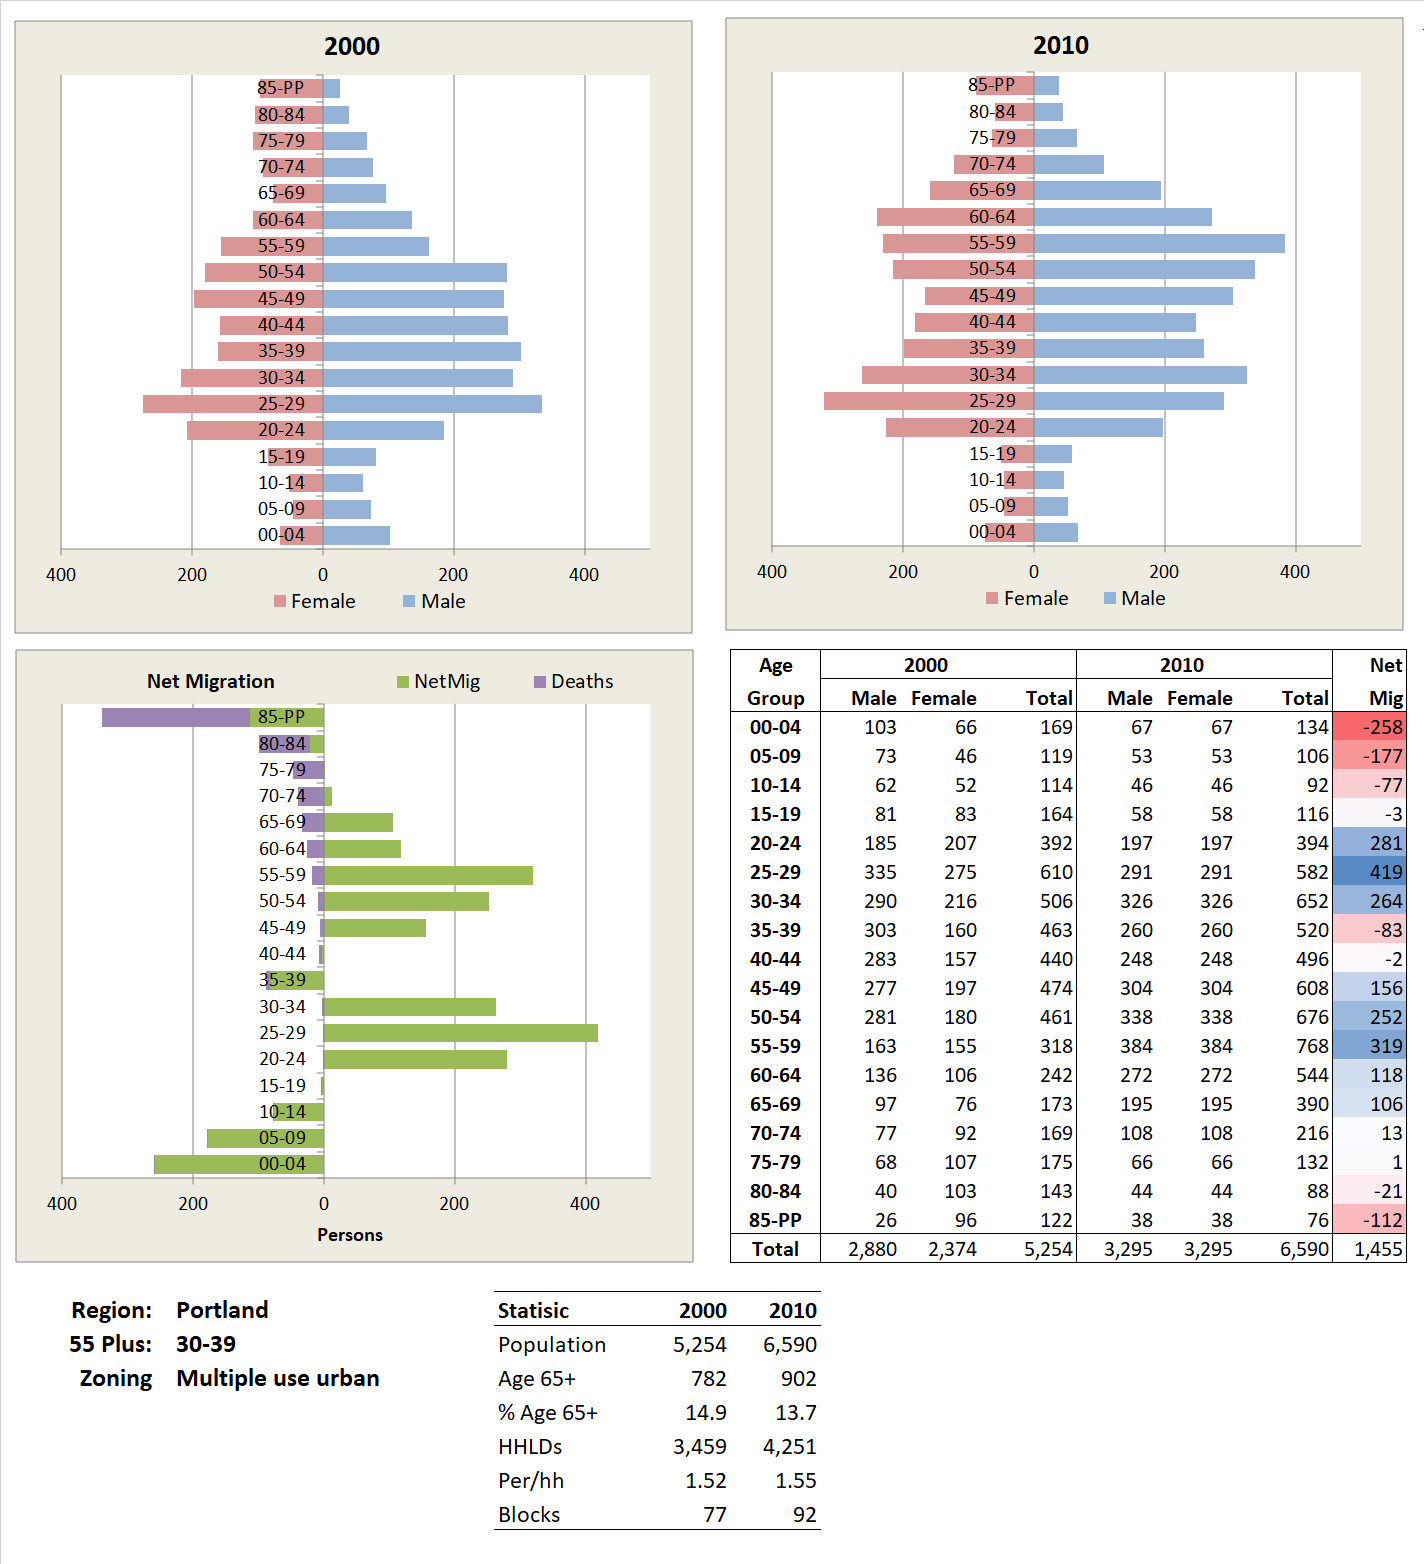 2000
85-PP
80-84
75-79
70-74
65-69
60-64
55-59
50-54
45-49
40-44
35-39
30-34
25-29
20-24
15-19
10-14
05-09
00-04
400 200 0 200 400
Female Male
2010
85-PP
80-84
75-79
70-74
65-69
60-64
55-59
50-54
45-49
40-44
35-39
30-34
25-29
20-24
15-19
10-14
05-09
00-04
400 200 0 200 400
Female Male
Net Migration NetMig Deaths
85-PP
80-84
75-79
70-74
65-69
60-64
55-59
50-54
45-49
40-44
35-39
30-34
25-29
20-24
15-19
10-14
05-09
00-04
400 200 0 200 400
Persons
Age 2000 2010 Net
Group Male Female Total Male Female Total Mig
00-04 103 66 169 67 67 134 -258
05-09 73 46 119 53 53 106 -177
10-14 62 52 114 46 46 92 -77
15-19 81 83 164 58 58 116 -3
20-24 185 207 392 197 197 394 281
25-29 335 275 610 291 291 582 419
30-34 290 216 506 326 326 652 264
35-39 303 160 463 260 260 520 -83
40-44 283 157 440 248 248 496 -2
45-49 277 197 474 304 304 608 156
50-54 281 180 461 338 338 676 252
55-59 163 155 318 384 384 768 319
60-64 136 106 242 272 272 544 118
65-69 97 76 173 195 195 390 106
70-74 77 92 169 108 108 216 13
75-79 68 107 175 66 66 132 1
80-84 40 103 143 44 44 88 -21
85-PP 26 96 122 38 38 76 -112
Total 2,880 2,374 5,254 3,295 3,295 6,590 1,455
Region: Portland
55 Plus: 30-39
Zoning Multiple use urban
Statisic 2000 2010
Population 5,254 6,590
Age 65+ 782 902
% Age 65+ 14.9 13.7
HHLDs 3,459 4,251
Per/hh 1.52 1.55
Blocks 77 92